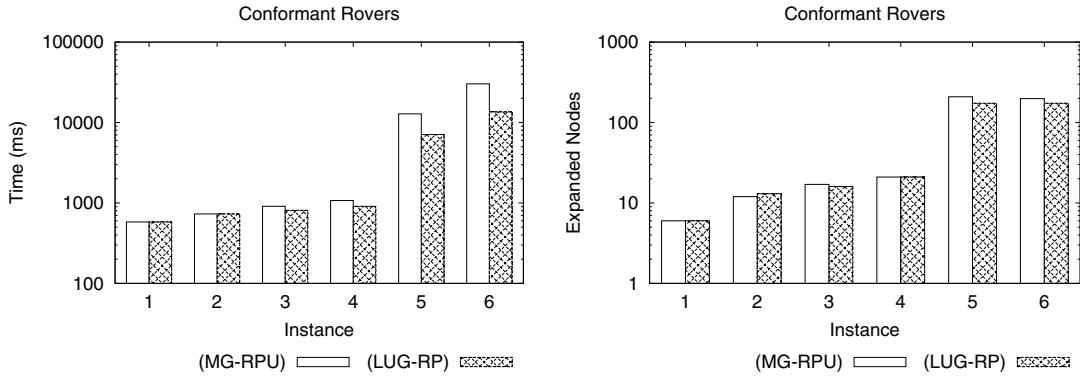 Conformant Rovers
Time (ms)
100000
10000
1000
100
1 2 3 4 5 6
Instance
(MG-RPU) (LUG-RP)
Conformant Rovers
Expanded Nodes
1000
100
10
1
1 2 3 4 5 6
Instance
(MG-RPU) (LUG-RP)